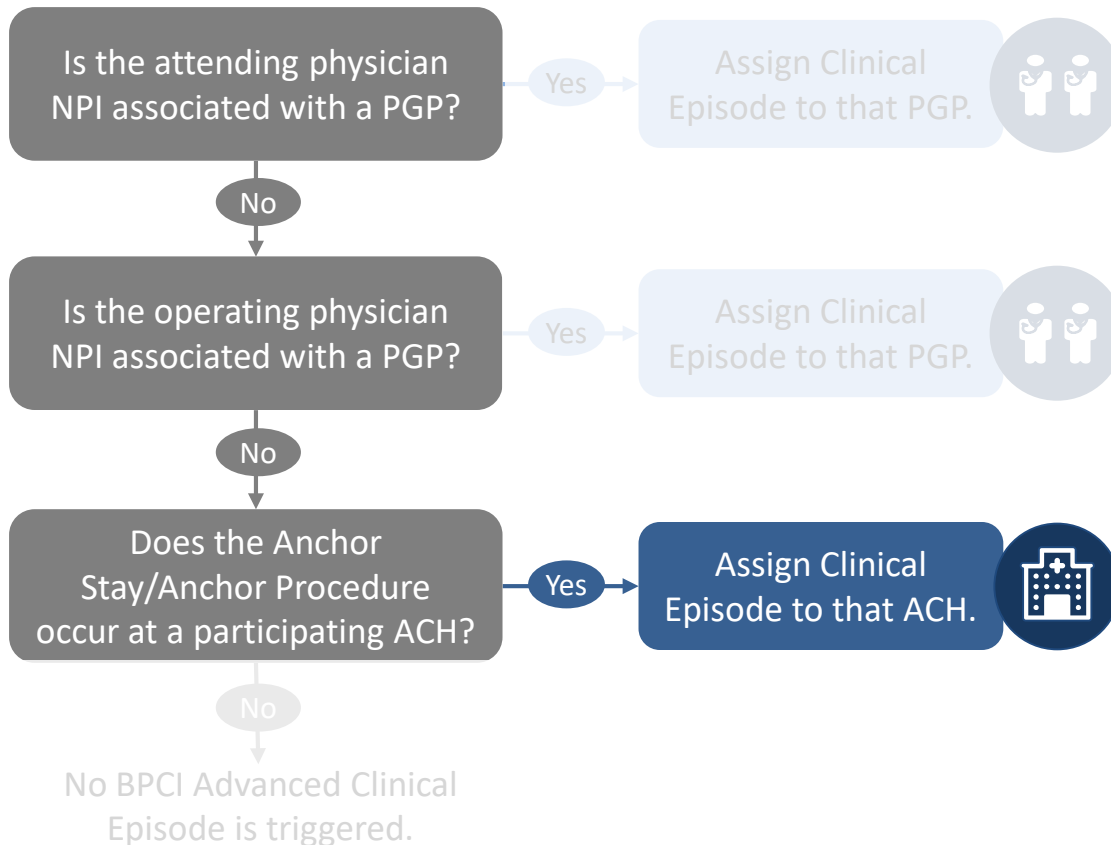 Is the attending physician
NPI associated with a PGP?
Yes
Assign Clinical
Episode to that PGP.
No
Is the operating physician
NPI associated with a PGP?
Yes
Assign Clinical
Episode to that PGP.
No
Does the Anchor
Stay/Anchor Procedure
occur at a participating ACH?
Yes
Assign Clinical
Episode to that ACH.
No
No BPCI Advanced Clinical
Episode is triggered.